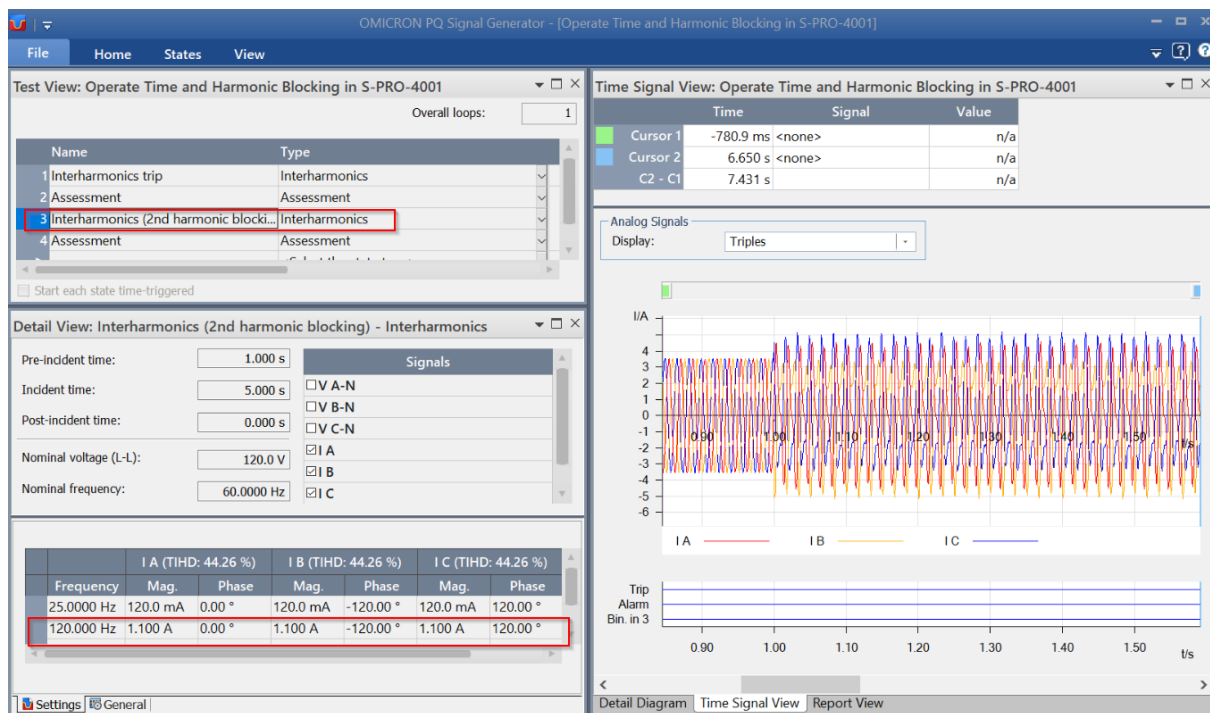 OMICRON PQ Signal Generator - [Operate Time and Harmonic Blocking in S-PRO-4001]
File Home States View
Test View: Operate Time and Harmonic Blocking in S-PRO-4001
Overall loops: 1
Name Type
1 Interharmonics trip Interharmonics
2 Assessment Assessment
3 Interharmonics (2nd harmonic blocki... Interharmonics
4 Assessment Assessment
Start each state time-triggered
Detail View: Interharmonics (2nd harmonic blocking) - Interharmonics
Pre-incident time: 1.000 s
Incident time: 5.000 s
Post-incident time: 0.000 s
Nominal voltage (L-L): 120.0 V
Nominal frequency: 60.0000 Hz
Signals
V A-N
V B-N
V C-N
I A
I B
I C
I A (TIHD: 44.26 %) I B (TIHD: 44.26 %) I C (TIHD: 44.26 %)
Frequency Mag. Phase Mag. Phase Mag. Phase
25.0000 Hz 120.0 mA 0.00 ° 120.0 mA -120.00 ° 120.0 mA 120.00 °
120.000 Hz 1.100 A 0.00 ° 1.100 A -120.00 ° 1.100 A 120.00 °
Settings General
Time Signal View: Operate Time and Harmonic Blocking in S-PRO-4001
Time Signal Value
Cursor 1 -780.9 ms <none> n/a
Cursor 2 6.650 s <none> n/a
C2 - C1 7.431 s n/a
Analog Signals
Display: Triples
I/A
4
3
2
1
0
-1
-2
-3
-4
-5
-6
0.90 1.00 1.10 1.20 1.30 1.40 1.50 t/s
I A I B I C
Trip
Alarm
Bin. in 3
0.90 1.00 1.10 1.20 1.30 1.40 1.50 t/s
Detail Diagram Time Signal View Report View